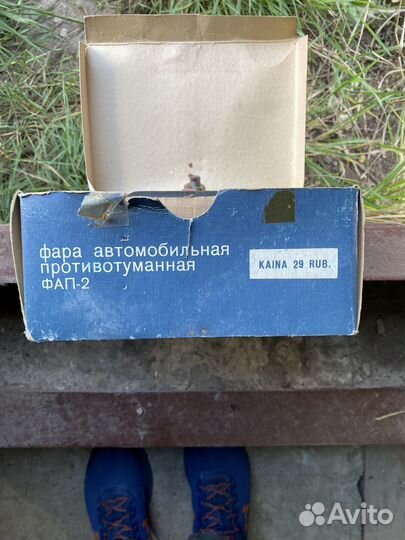 фара автомобильная
противотуманная
ФАП-2
KAINA 29 RUB.
Avito